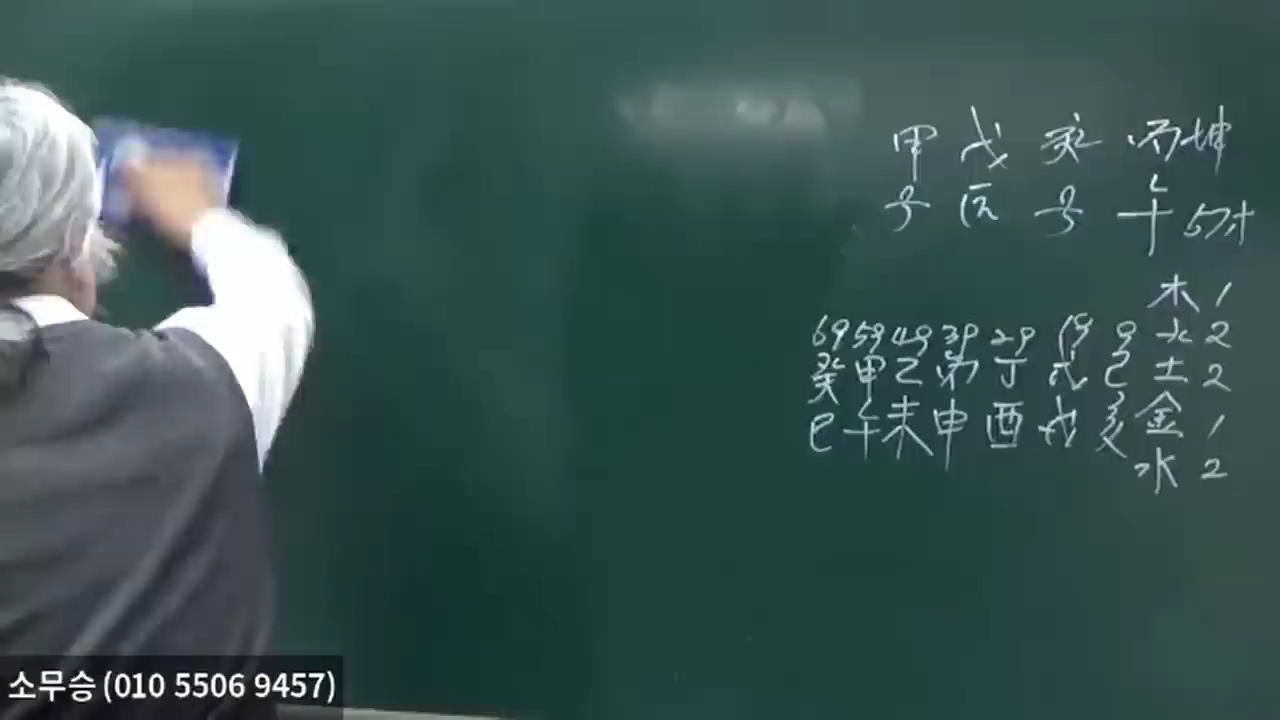 甲 戊 庚 丙 坤
子 辰 子 午 57才
木 1
69 59 49 39 29 19 9 火 2
癸 甲 乙 丙 丁 戊 己 土 2
巳 午 未 申 酉 戌 亥 金 1
水 2
소무승 (010 5506 9457)